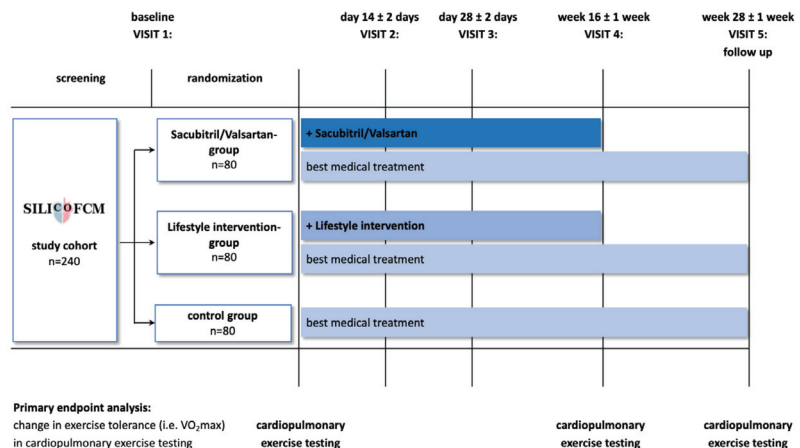 baseline
VISIT 1:
day 14 ± 2 days
VISIT 2:
day 28 ± 2 days
VISIT 3:
week 16 ± 1 week
VISIT 4:
week 28 ± 1 week
VISIT 5:
follow up
screening
randomization
SILICOFCM
study cohort
n=240
Sacubitril/Valsartan-
group
n=80
+ Sacubitril/Valsartan
best medical treatment
Lifestyle intervention-
group
n=80
+ Lifestyle intervention
best medical treatment
control group
n=80
best medical treatment
Primary endpoint analysis:
change in exercise tolerance (i.e. VO₂max)
in cardiopulmonary exercise testing
cardiopulmonary
exercise testing
cardiopulmonary
exercise testing
cardiopulmonary
exercise testing